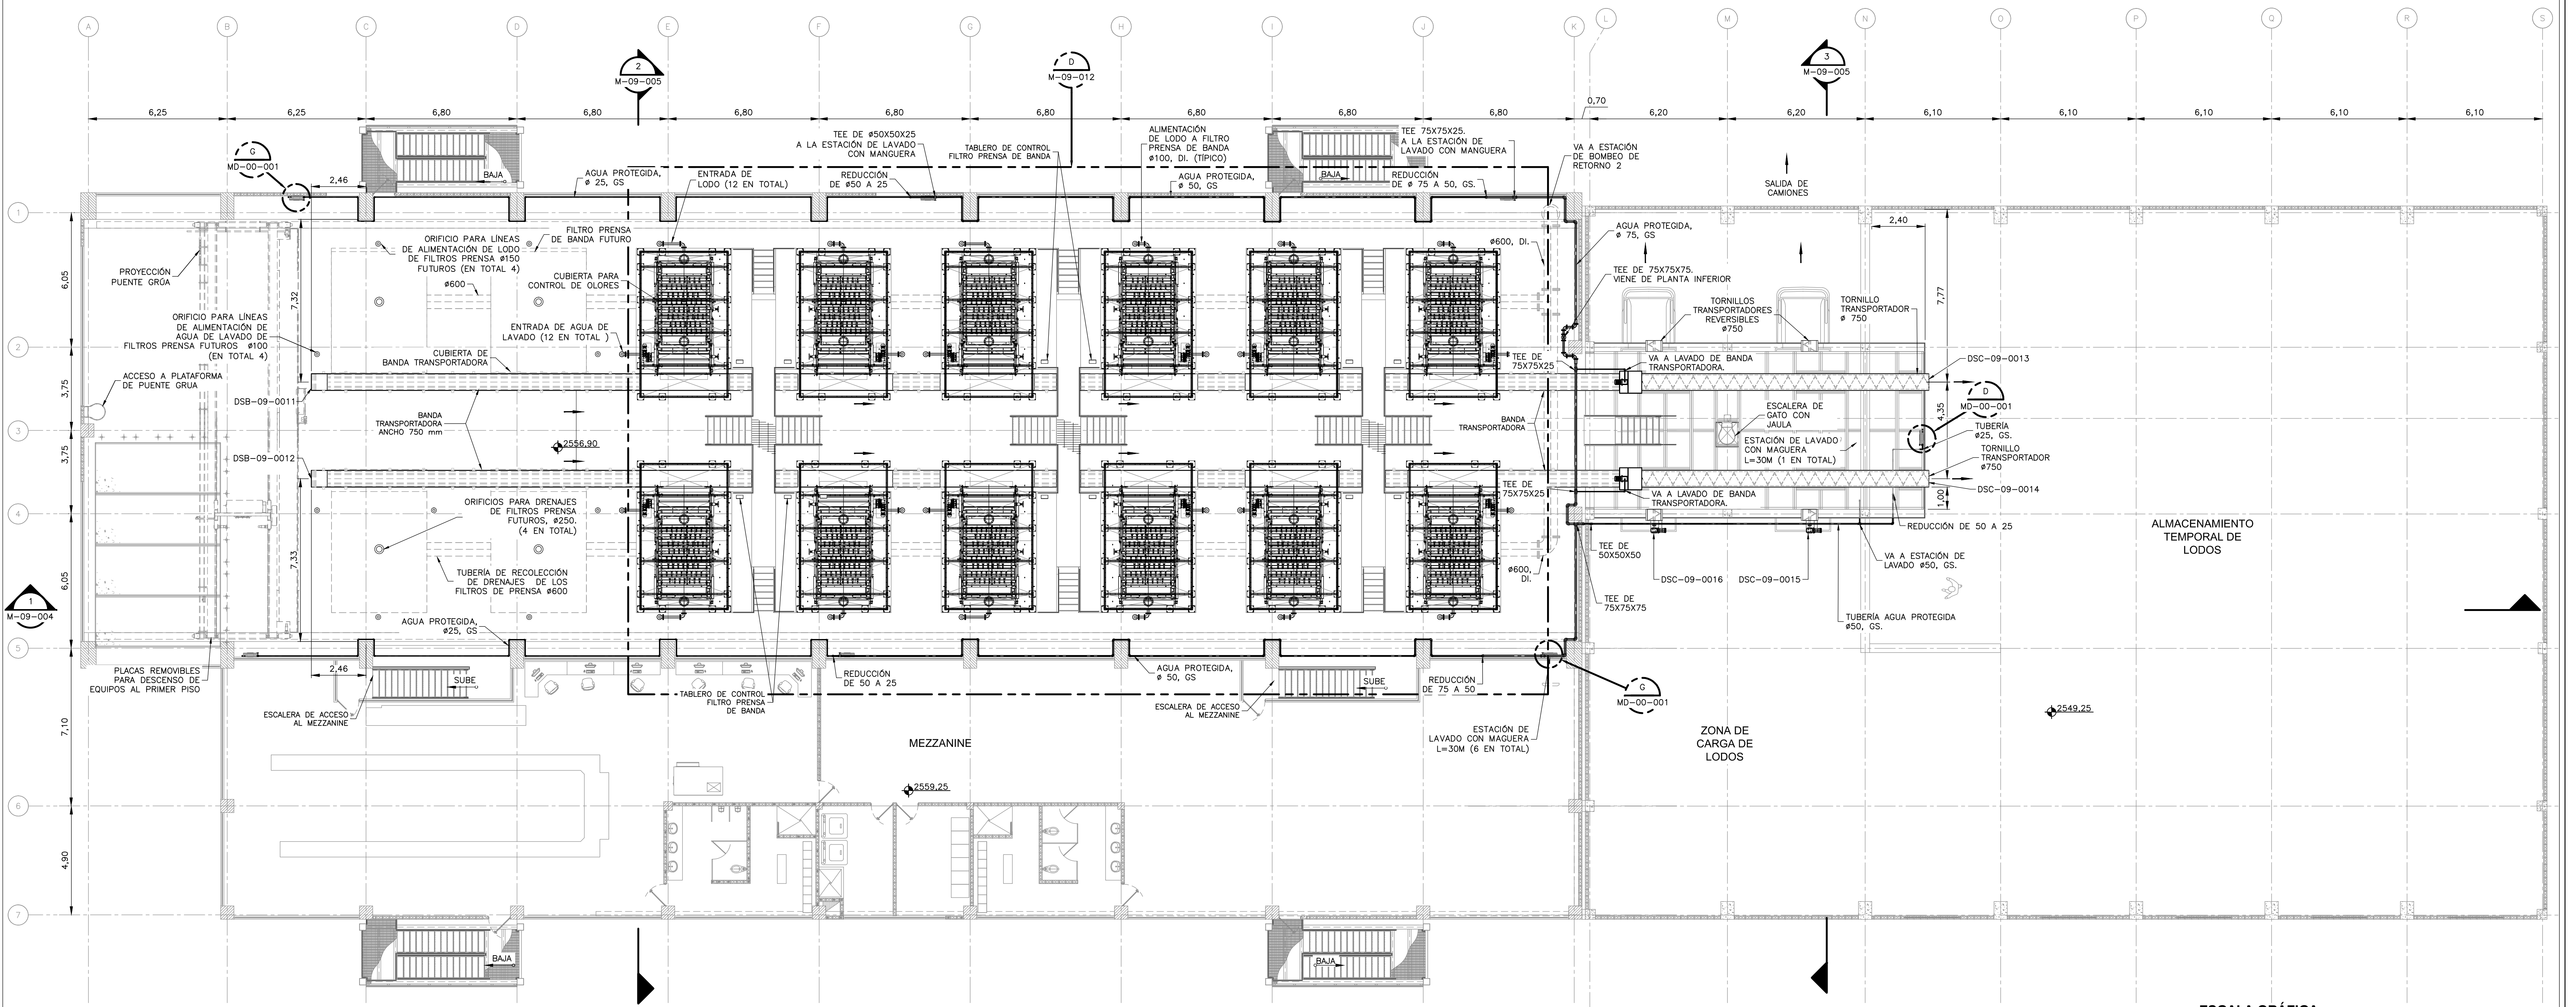 A
B
C
D
E
F
G
H
I
J
K
L
M
N
O
P
Q
R
S
2
M-09-005
D
M-09-012
3
M-09-005
6,25
6,25
6,80
6,80
6,80
6,80
6,80
6,80
6,80
6,80
0,70
6,20
6,20
6,10
6,10
6,10
6,10
6,10
G
MD-00-001
2,46
BAJA
AGUA PROTEGIDA,
ø 25, GS
ENTRADA DE
LODO (12 EN TOTAL)
TEE DE ø50X50X25
A LA ESTACIÓN DE LAVADO
CON MANGUERA
REDUCCIÓN
DE ø50 A 25
TABLERO DE CONTROL
FILTRO PRENSA DE BANDA
ALIMENTACIÓN
DE LODO A FILTRO
PRENSA DE BANDA
ø100, DI. (TÍPICO)
AGUA PROTEGIDA,
ø 50, GS
BAJA
TEE 75X75X25.
A LA ESTACIÓN DE
LAVADO CON MANGUERA
REDUCCIÓN
DE ø 75 A 50, GS.
VA A ESTACIÓN
DE BOMBEO DE
RETORNO 2
SALIDA DE
CAMIONES
1
2
3
4
5
6
7
6,05
3,75
3,75
6,05
7,10
4,90
PROYECCIÓN
PUENTE GRÚA
7,32
ORIFICIO PARA LÍNEAS
DE ALIMENTACIÓN DE LODO
DE FILTROS PRENSA ø150
FUTUROS (EN TOTAL 4)
FILTRO PRENSA
DE BANDA FUTURO
CUBIERTA PARA
CONTROL DE OLORES
ø600
ORIFICIO PARA LÍNEAS
DE ALIMENTACIÓN DE
AGUA DE LAVADO DE
FILTROS PRENSA FUTUROS ø100
(EN TOTAL 4)
ENTRADA DE AGUA DE
LAVADO (12 EN TOTAL )
CUBIERTA DE
BANDA TRANSPORTADORA
ACCESO A PLATAFORMA
DE PUENTE GRUA
DSB-09-0011
BANDA
TRANSPORTADORA
ANCHO 750 mm
2556,90
DSB-09-0012
ORIFICIOS PARA DRENAJES
DE FILTROS PRENSA
FUTUROS, ø250.
(4 EN TOTAL)
7,33
TUBERÍA DE RECOLECCIÓN
DE DRENAJES DE LOS
FILTROS DE PRENSA ø600
AGUA PROTEGIDA,
ø25, GS
1
M-09-004
PLACAS REMOVIBLES
PARA DESCENSO DE
EQUIPOS AL PRIMER PISO
2,46
SUBE
ESCALERA DE ACCESO
AL MEZZANINE
TABLERO DE CONTROL
FILTRO PRENSA
DE BANDA
REDUCCIÓN
DE 50 A 25
AGUA PROTEGIDA,
ø 50, GS
ESCALERA DE ACCESO
AL MEZZANINE
SUBE
REDUCCIÓN
DE 75 A 50
G
MD-00-001
ESTACIÓN DE
LAVADO CON MAGUERA
L=30M (6 EN TOTAL)
MEZZANINE
2559,25
ø600, DI.
AGUA PROTEGIDA,
ø 75, GS
TEE DE 75X75X75.
VIENE DE PLANTA INFERIOR
TORNILLOS
TRANSPORTADORES
REVERSIBLES
ø750
TORNILLO
TRANSPORTADOR
ø 750
2,40
7,77
TEE DE
75X75X25
VA A LAVADO DE BANDA
TRANSPORTADORA.
DSC-09-0013
D
MD-00-001
4,35
BANDA
TRANSPORTADORA
ESCALERA DE
GATO CON
JAULA
ESTACIÓN DE LAVADO
CON MAGUERA
L=30M (1 EN TOTAL)
TUBERÍA
ø25, GS.
TORNILLO
TRANSPORTADOR
ø750
DSC-09-0014
1,00
TEE DE
75X75X25
VA A LAVADO DE BANDA
TRANSPORTADORA.
REDUCCIÓN DE 50 A 25
TEE DE
50X50X50
ø600,
DI.
DSC-09-0016
DSC-09-0015
VA A ESTACIÓN DE
LAVADO ø50, GS.
TEE DE
75X75X75
TUBERÍA AGUA PROTEGIDA
ø50, GS.
ALMACENAMIENTO
TEMPORAL DE
LODOS
ZONA DE
CARGA DE
LODOS
2549,25
BAJA
BAJA